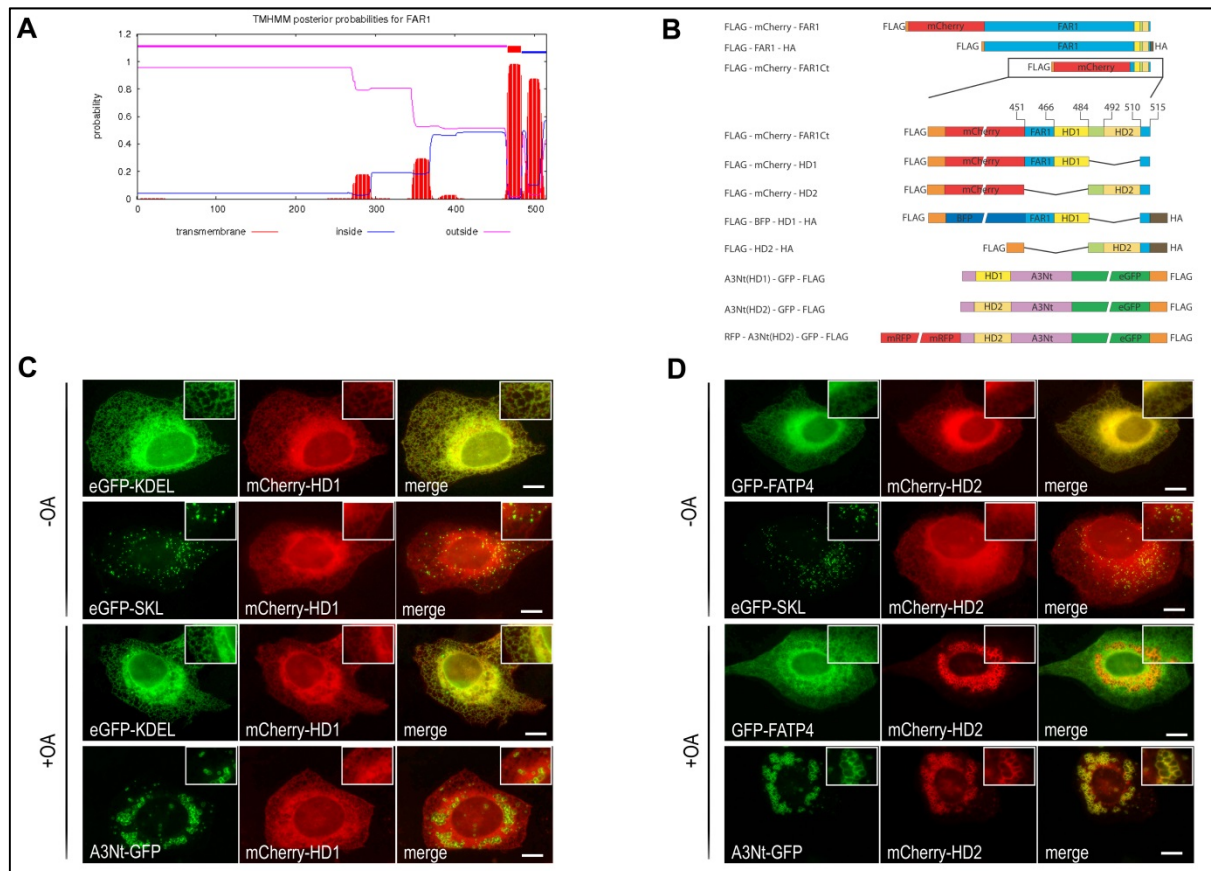 A
TMHMM posterior probabilities for FAR1
1.2
1
0.8
0.6
0.4
0.2
0
probability
0 100 200 300 400 500
transmembrane inside outside
B
FLAG - mCherry - FAR1 FLAG mCherry FAR1
FLAG - FAR1 - HA FLAG FAR1 HA
FLAG - mCherry - FAR1Ct FLAG mCherry
451 466 484 492 510 515
FLAG - mCherry - FAR1Ct FLAG mCherry FAR1 HD1 HD2
FLAG - mCherry - HD1 FLAG mCherry FAR1 HD1
FLAG - mCherry - HD2 FLAG mCherry HD2
FLAG - BFP - HD1 - HA FLAG BFP FAR1 HD1 HA
FLAG - HD2 - HA FLAG HD2 HA
A3Nt(HD1) - GFP - FLAG HD1 A3Nt eGFP FLAG
A3Nt(HD2) - GFP - FLAG HD2 A3Nt eGFP FLAG
RFP - A3Nt(HD2) - GFP - FLAG mRFP mRFP HD2 A3Nt eGFP FLAG
C
-OA
eGFP-KDEL mCherry-HD1 merge
eGFP-SKL mCherry-HD1 merge
+OA
eGFP-KDEL mCherry-HD1 merge
A3Nt-GFP mCherry-HD1 merge
D
-OA
GFP-FATP4 mCherry-HD2 merge
eGFP-SKL mCherry-HD2 merge
+OA
GFP-FATP4 mCherry-HD2 merge
A3Nt-GFP mCherry-HD2 merge